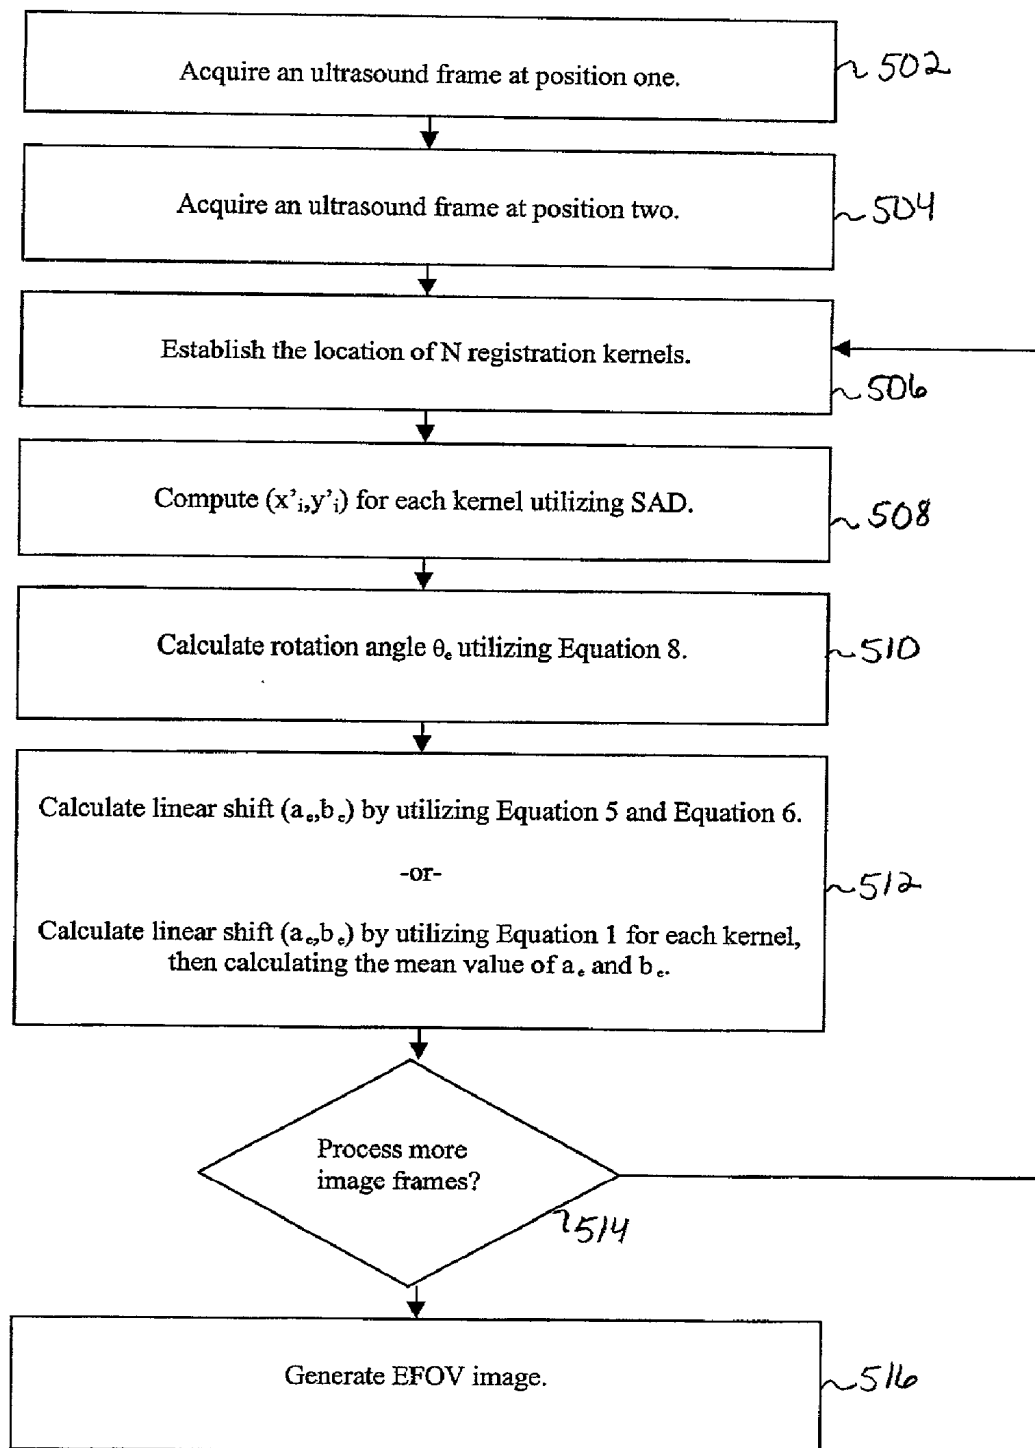 Acquire an ultrasound frame at position one.
502
Acquire an ultrasound frame at position two.
504
Establish the location of N registration kernels.
506
Compute (x'ᵢ,y'ᵢ) for each kernel utilizing SAD.
508
Calculate rotation angle θₑ utilizing Equation 8.
510
Calculate linear shift (aₑ,bₑ) by utilizing Equation 5 and Equation 6.
-or-
Calculate linear shift (aₑ,bₑ) by utilizing Equation 1 for each kernel,
then calculating the mean value of aₑ and bₑ.
512
Process more
image frames?
514
Generate EFOV image.
516